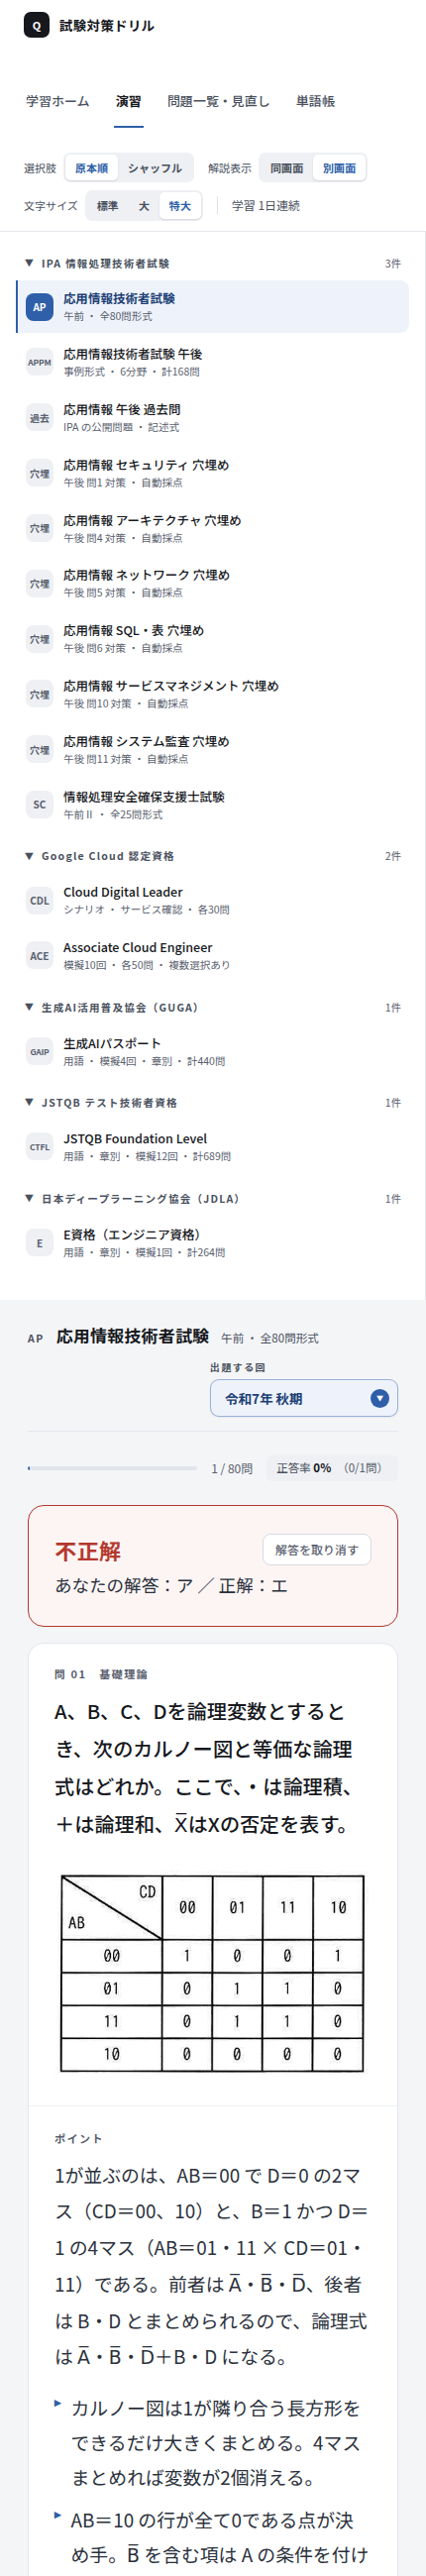 Q 試験対策ドリル
学習ホーム 演習 問題一覧・見直し 単語帳
選択肢 原本順 シャッフル 解説表示 同画面 別画面
文字サイズ 標準 大 特大 学習 1日連続
▼ IPA 情報処理技術者試験 3件
AP 応用情報技術者試験
午前 ・ 全80問形式
APPM 応用情報技術者試験 午後
事例形式 ・ 6分野 ・ 計168問
過去 応用情報 午後 過去問
IPA の公開問題 ・ 記述式
穴埋 応用情報 セキュリティ 穴埋め
午後 問1 対策 ・ 自動採点
穴埋 応用情報 アーキテクチャ 穴埋め
午後 問4 対策 ・ 自動採点
穴埋 応用情報 ネットワーク 穴埋め
午後 問5 対策 ・ 自動採点
穴埋 応用情報 SQL・表 穴埋め
午後 問6 対策 ・ 自動採点
穴埋 応用情報 サービスマネジメント 穴埋め
午後 問10 対策 ・ 自動採点
穴埋 応用情報 システム監査 穴埋め
午後 問11 対策 ・ 自動採点
SC 情報処理安全確保支援士試験
午前Ⅱ ・ 全25問形式
▼ Google Cloud 認定資格 2件
CDL Cloud Digital Leader
シナリオ ・ サービス確認 ・ 各30問
ACE Associate Cloud Engineer
模擬10回 ・ 各50問 ・ 複数選択あり
▼ 生成AI活用普及協会（GUGA） 1件
GAIP 生成AIパスポート
用語 ・ 模擬4回 ・ 章別 ・ 計440問
▼ JSTQB テスト技術者資格 1件
CTFL JSTQB Foundation Level
用語 ・ 章別 ・ 模擬12回 ・ 計689問
▼ 日本ディープラーニング協会（JDLA） 1件
E E資格（エンジニア資格）
用語 ・ 章別 ・ 模擬1回 ・ 計264問
AP 応用情報技術者試験 午前 ・ 全80問形式
出題する回
令和7年 秋期 ▼
1 / 80問 正答率 0% （0/1問）
不正解 解答を取り消す
あなたの解答：ア ／ 正解：エ
問 01 基礎理論
A、B、C、Dを論理変数とすると
き、次のカルノー図と等価な論理
式はどれか。ここで、・は論理積、
＋は論理和、X̅はXの否定を表す。
CD
AB
00 01 11 10
00 1 0 0 1
01 0 1 1 0
11 0 1 1 0
10 0 0 0 0
ポイント
1が並ぶのは、AB＝00 で D＝0 の2マ
ス（CD＝00、10）と、B＝1 かつ D＝
1 の4マス（AB＝01・11 × CD＝01・
11）である。前者は A̅・B̅・D̅、後者
は B・D とまとめられるので、論理式
は A̅・B̅・D̅＋B・D になる。
▶ カルノー図は1が隣り合う長方形を
できるだけ大きくまとめる。4マス
まとめれば変数が2個消える。
▶ AB＝10 の行が全て0である点が決
め手。B̅ を含む項は A の条件を付け